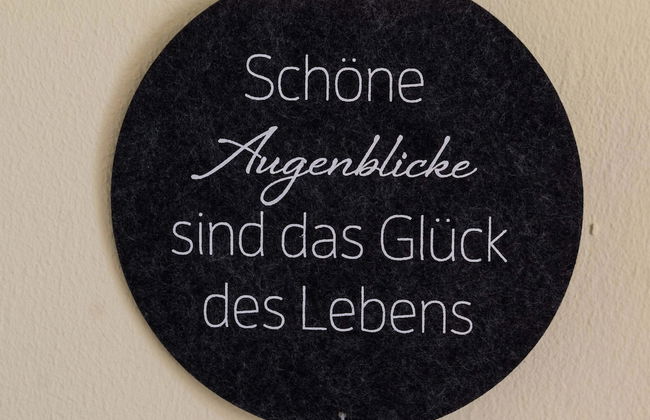 Schöne
Augenblicke
sind das Glück
des Lebens